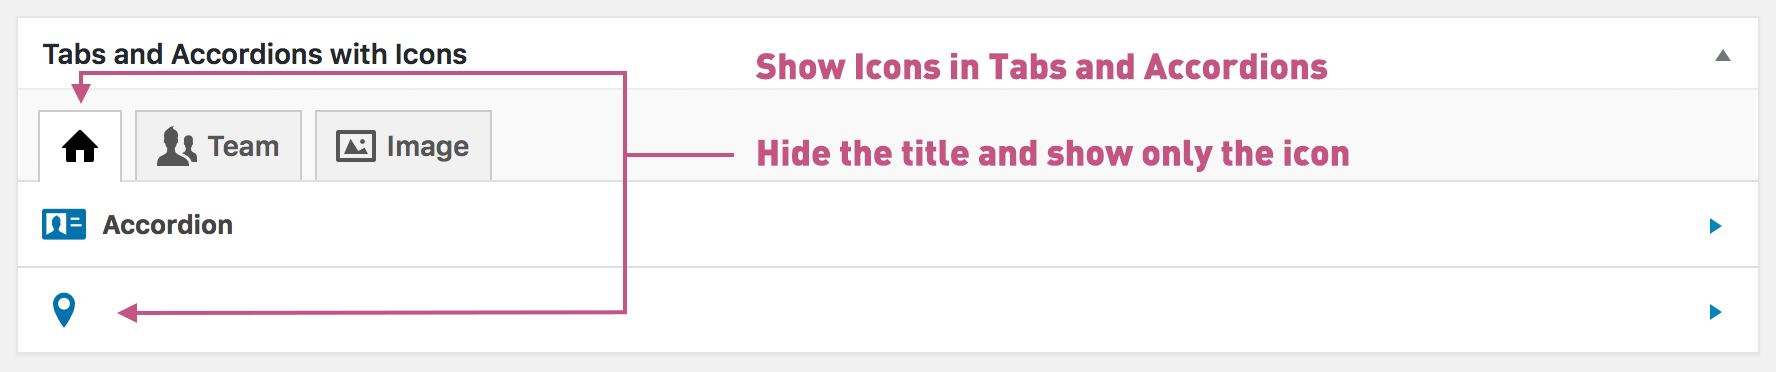 Tabs and Accordions with Icons
Show Icons in Tabs and Accordions
Team
Image
Hide the title and show only the icon
Accordion